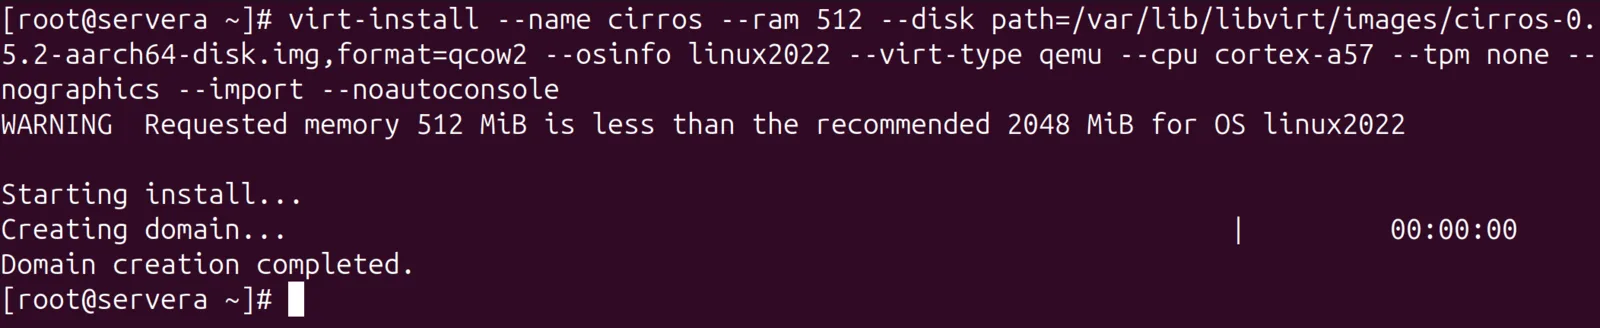 [root@servera ~]# virt-install --name cirros --ram 512 --disk path=/var/lib/libvirt/images/cirros-0.
5.2-aarch64-disk.img,format=qcow2 --osinfo linux2022 --virt-type qemu --cpu cortex-a57 --tpm none --
nographics --import --noautoconsole
WARNING  Requested memory 512 MiB is less than the recommended 2048 MiB for OS linux2022
Starting install...
Creating domain... | 00:00:00
Domain creation completed.
[root@servera ~]#